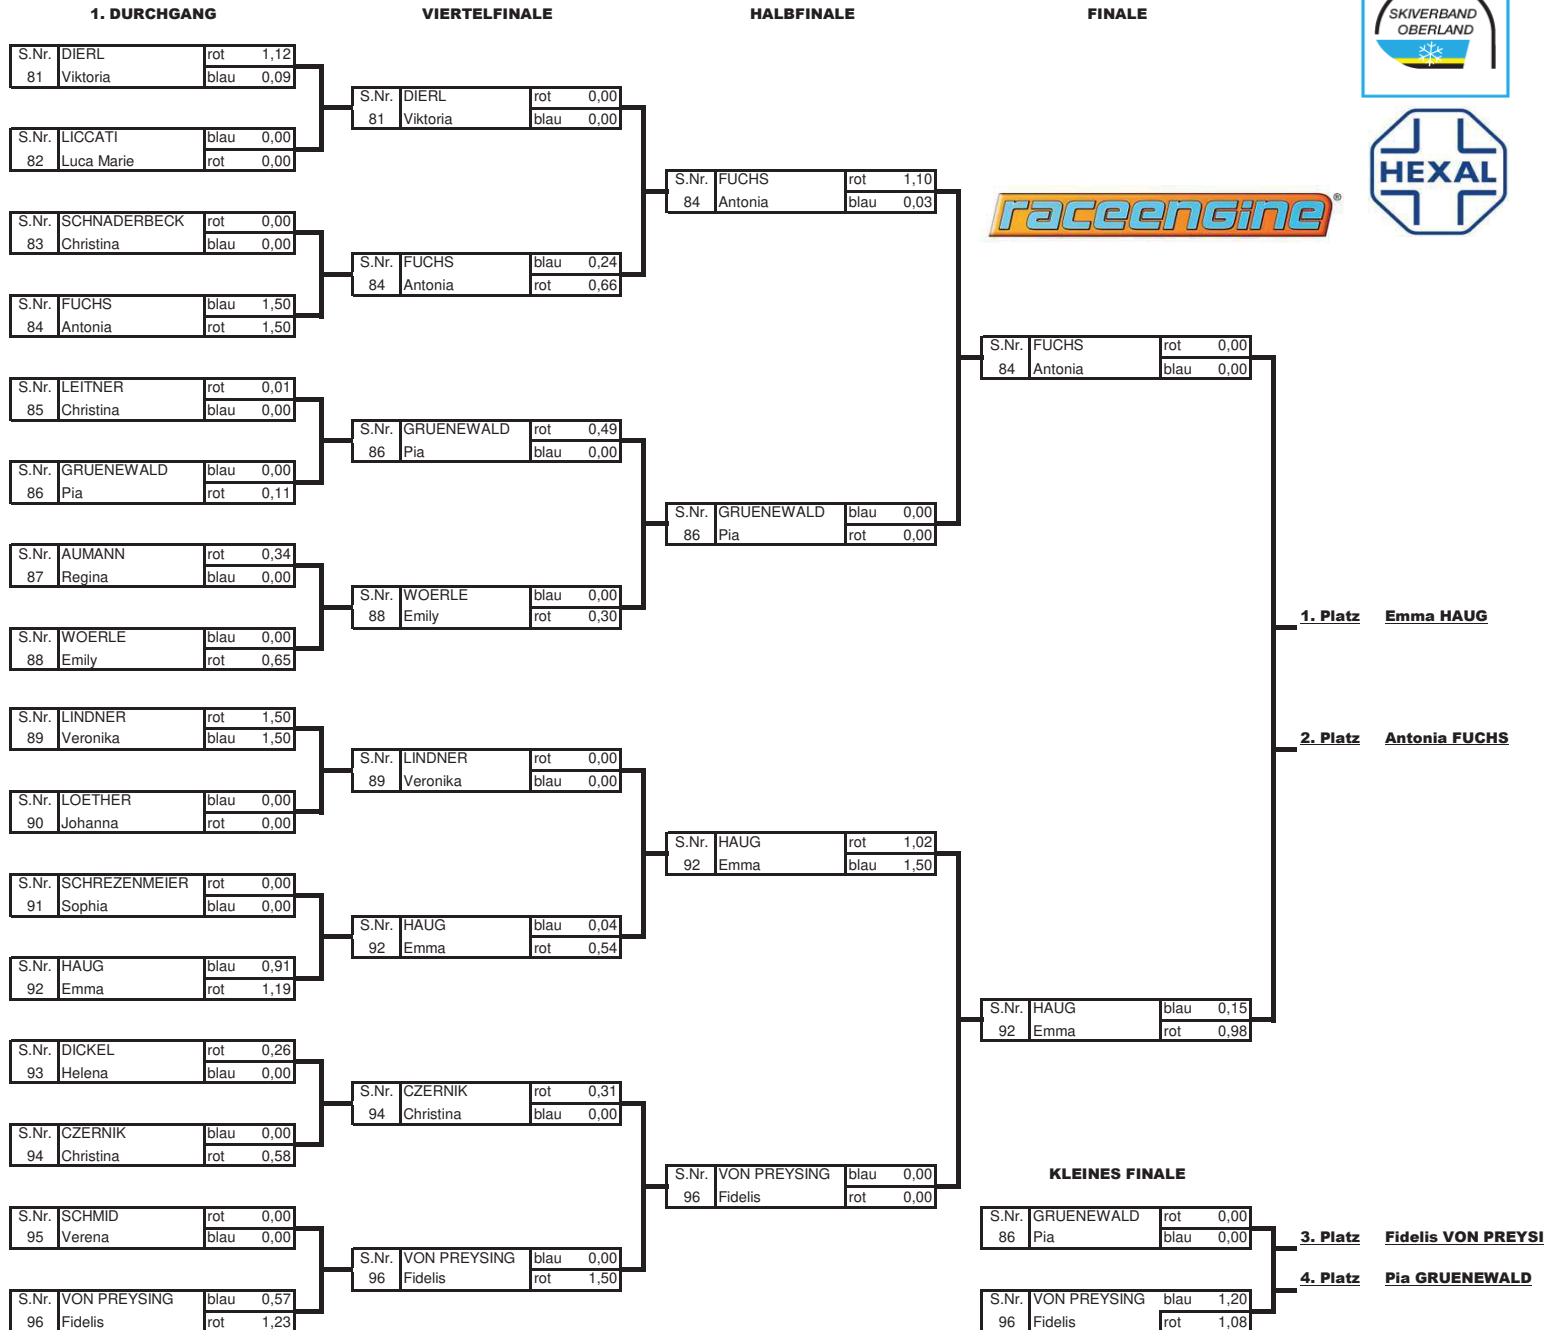 1. DURCHGANG
S.Nr. DIERL rot 1,12
81 Viktoria blau 0,09
S.Nr. LICCATI blau 0,00
82 Luca Marie rot 0,00
S.Nr. SCHNADERBECK rot 0,00
83 Christina blau 0,00
S.Nr. FUCHS blau 1,50
84 Antonia rot 1,50
S.Nr. LEITNER rot 0,01
85 Christina blau 0,00
S.Nr. GRUENEWALD blau 0,00
86 Pia rot 0,11
S.Nr. AUMANN rot 0,34
87 Regina blau 0,00
S.Nr. WOERLE blau 0,00
88 Emily rot 0,65
S.Nr. LINDNER rot 1,50
89 Veronika blau 1,50
S.Nr. LOETHER blau 0,00
90 Johanna rot 0,00
S.Nr. SCHREZENMEIER rot 0,00
91 Sophia blau 0,00
S.Nr. HAUG blau 0,91
92 Emma rot 1,19
S.Nr. DICKEL rot 0,26
93 Helena blau 0,00
S.Nr. CZERNIK blau 0,00
94 Christina rot 0,58
S.Nr. SCHMID rot 0,00
95 Verena blau 0,00
S.Nr. VON PREYSING blau 0,57
96 Fidelis rot 1,23
VIERTELFINALE
S.Nr. DIERL rot 0,00
81 Viktoria blau 0,00
S.Nr. FUCHS blau 0,24
84 Antonia rot 0,66
S.Nr. GRUENEWALD rot 0,49
86 Pia blau 0,00
S.Nr. WOERLE blau 0,00
88 Emily rot 0,30
S.Nr. LINDNER rot 0,00
89 Veronika blau 0,00
S.Nr. HAUG blau 0,04
92 Emma rot 0,54
S.Nr. CZERNIK rot 0,31
94 Christina blau 0,00
S.Nr. VON PREYSING blau 0,00
96 Fidelis rot 1,50
HALBFINALE
S.Nr. FUCHS rot 1,10
84 Antonia blau 0,03
S.Nr. GRUENEWALD blau 0,00
86 Pia rot 0,00
S.Nr. HAUG rot 1,02
92 Emma blau 1,50
S.Nr. VON PREYSING blau 0,00
96 Fidelis rot 0,00
FINALE
SKIVERBAND
OBERLAND
HEXAL
raceengine®
S.Nr. FUCHS rot 0,00
84 Antonia blau 0,00
S.Nr. HAUG blau 0,15
92 Emma rot 0,98
1. Platz Emma HAUG
2. Platz Antonia FUCHS
KLEINES FINALE
S.Nr. GRUENEWALD rot 0,00
86 Pia blau 0,00
S.Nr. VON PREYSING blau 1,20
96 Fidelis rot 1,08
3. Platz Fidelis VON PREYSI
4. Platz Pia GRUENEWALD